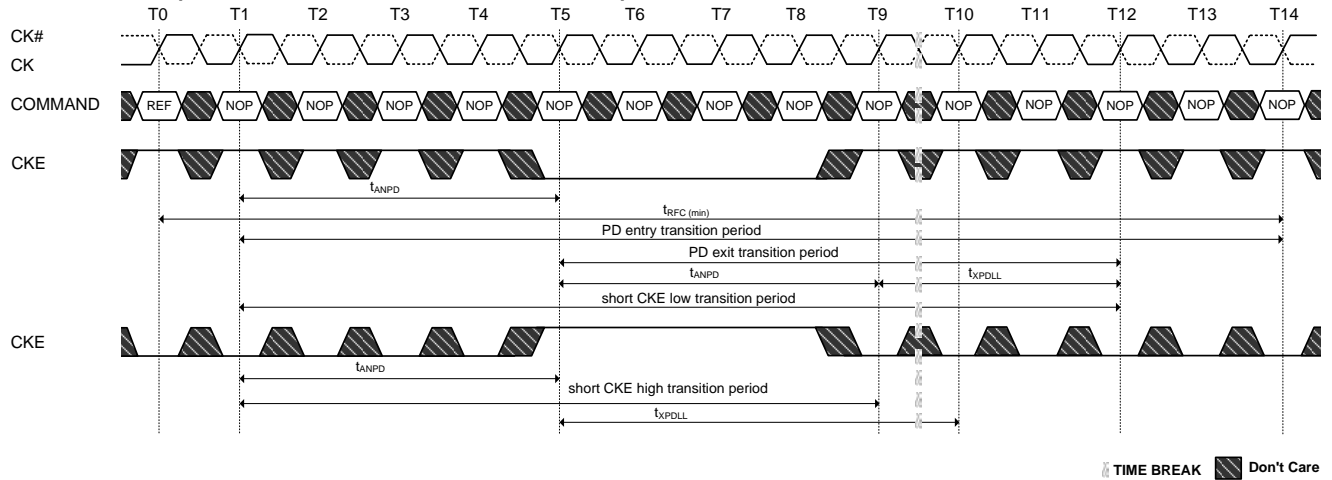 T0 T1 T2 T3 T4 T5 T6 T7 T8 T9 T10 T11 T12 T13 T14
CK#
CK
COMMAND REF NOP NOP NOP NOP NOP NOP NOP NOP NOP NOP NOP NOP NOP NOP
CKE
tANPD
tRFC (min)
PD entry transition period
PD exit transition period
tANPD tXPDLL
short CKE low transition period
CKE
tANPD
short CKE high transition period
tXPDLL
TIME BREAK Don't Care